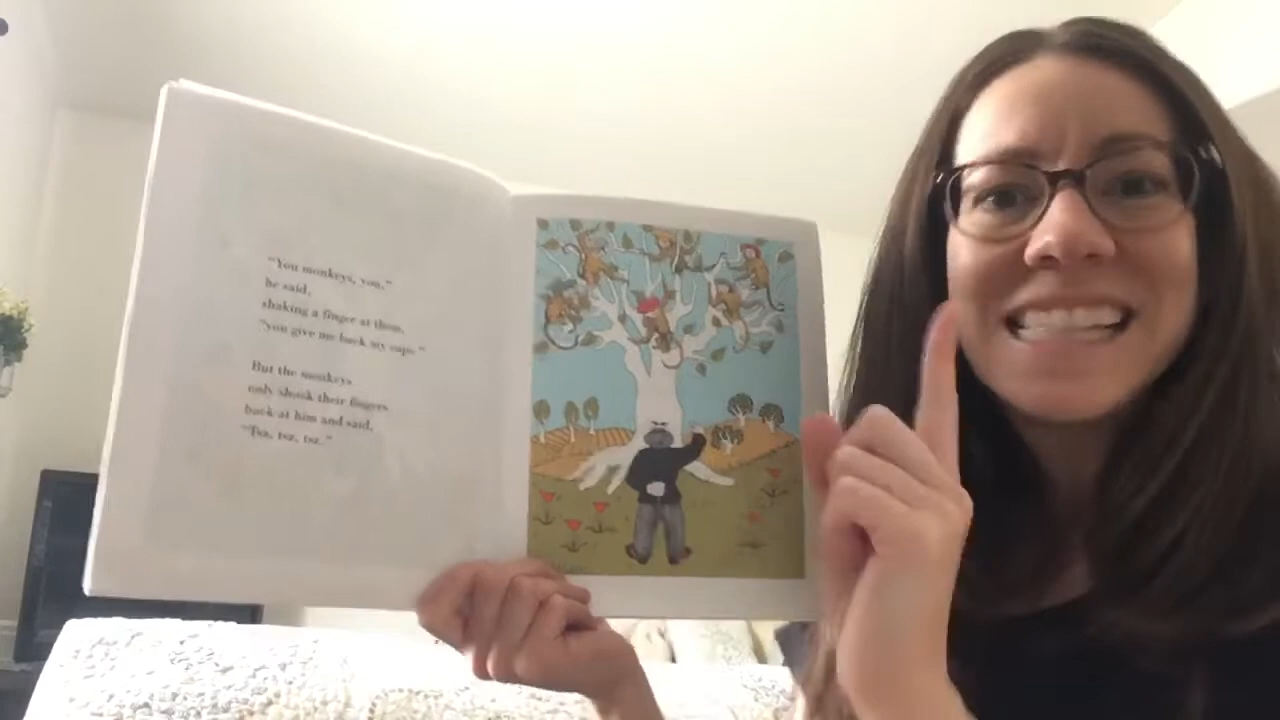 “You monkeys, you,”
he said,
shaking a finger at them,
“you give me back my caps.”
But the monkeys
only shook their fingers
back at him and said,
“Tsz, tsz, tsz.”